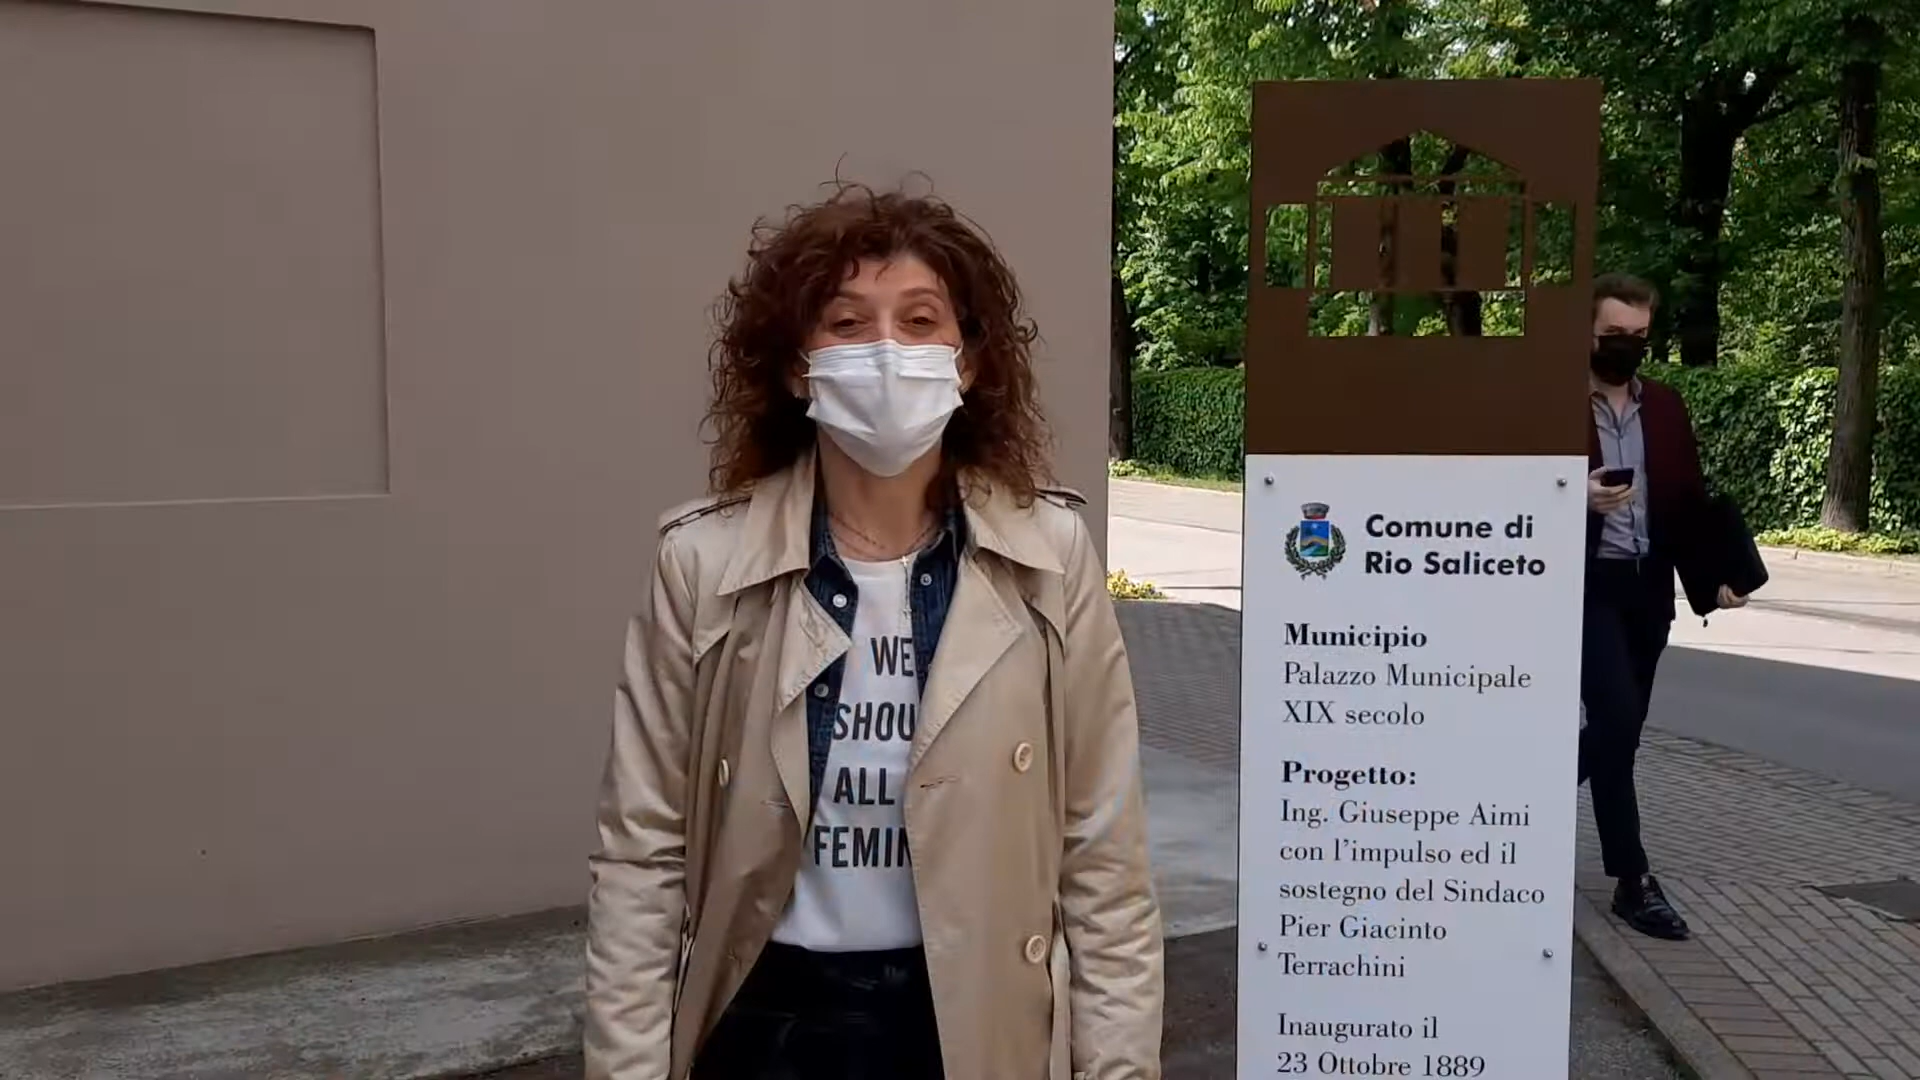 WE
SHOU
ALL
FEMIN
Comune di
Rio Saliceto
Municipio
Palazzo Municipale
XIX secolo
Progetto:
Ing. Giuseppe Aimi
con l'impulso ed il
sostegno del Sindaco
Pier Giacinto
Terrachini
Inaugurato il
23 Ottobre 1889